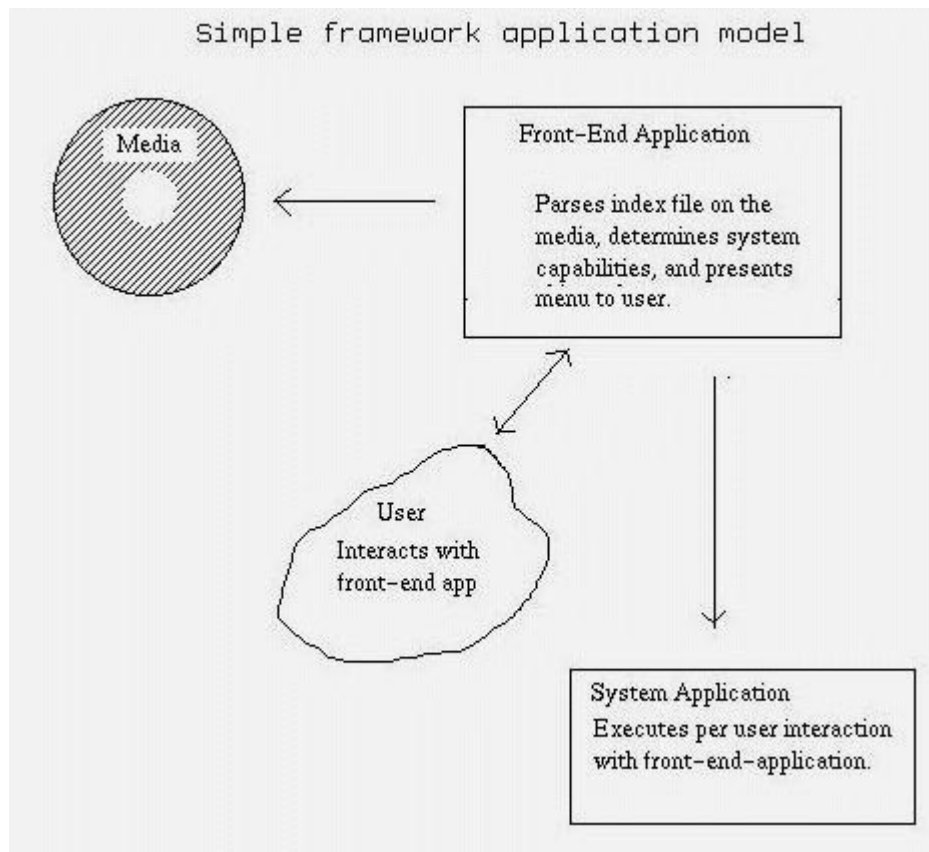 Simple framework application model
Media
Front-End Application
Parses index file on the
media, determines system
capabilities, and presents
menu to user.
User
Interacts with
front-end app
System Application
Executes per user interaction
with front-end-application.